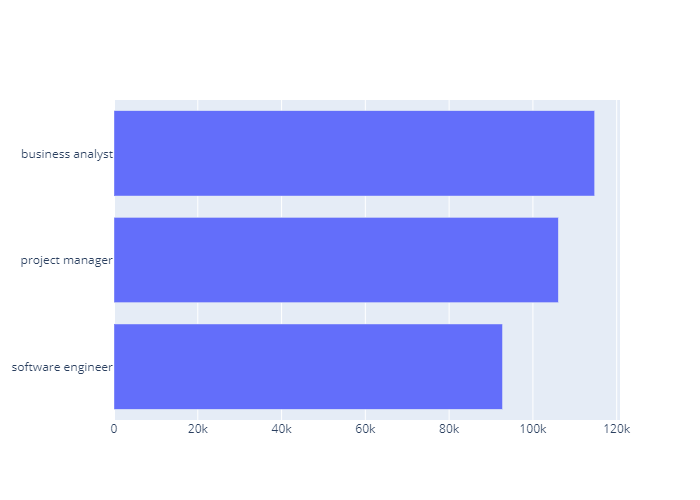 business analyst
project manager
software engineer
0 20k 40k 60k 80k 100k 120k